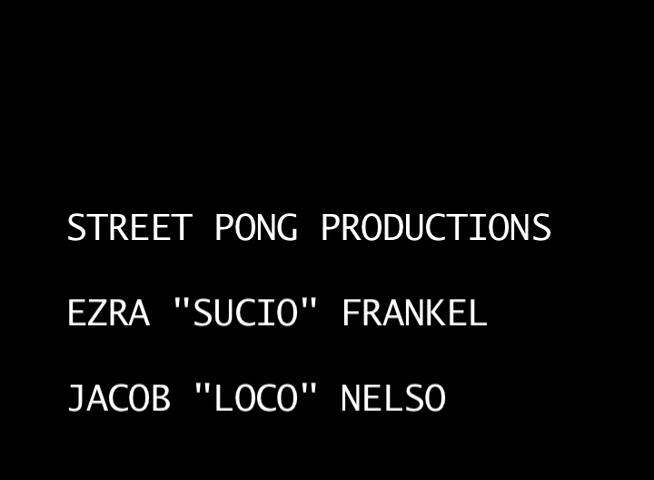 STREET PONG PRODUCTIONS
EZRA "SUCIO" FRANKEL
JACOB "LOCO" NELSO